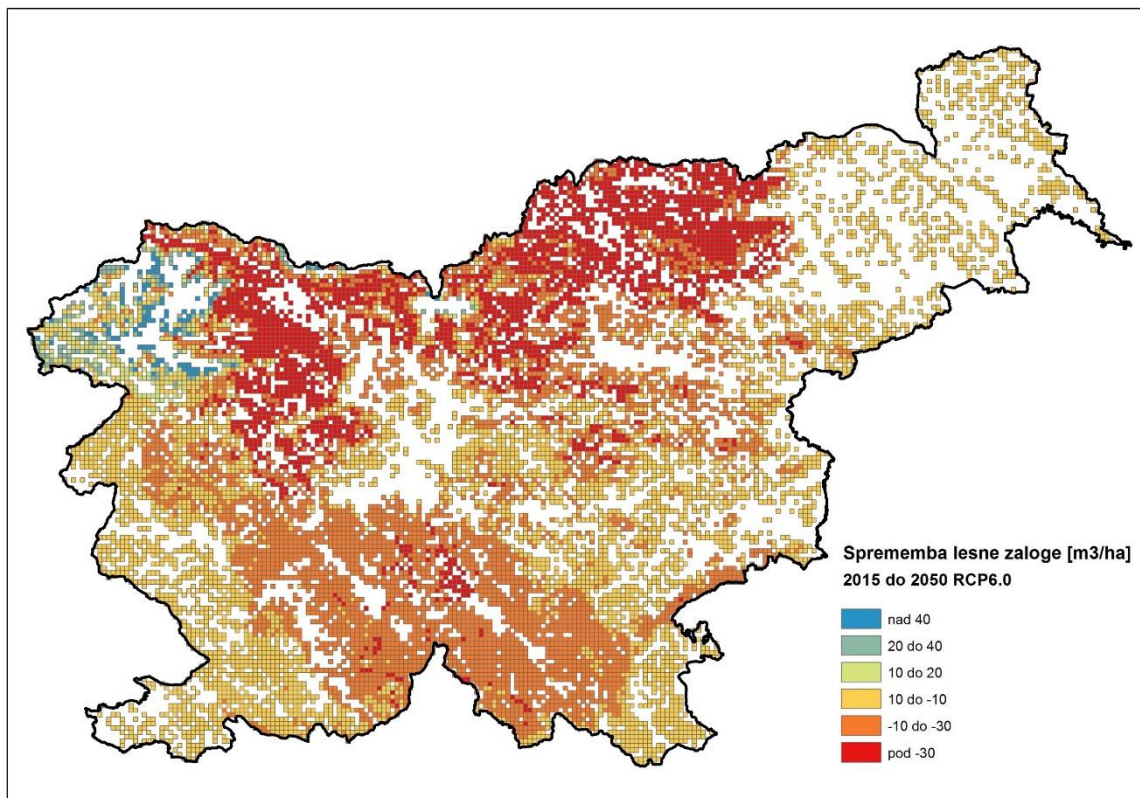 Sprememba lesne zaloge [m3/ha]
2015 do 2050 RCP6.0
nad 40
20 do 40
10 do 20
10 do -10
-10 do -30
pod -30